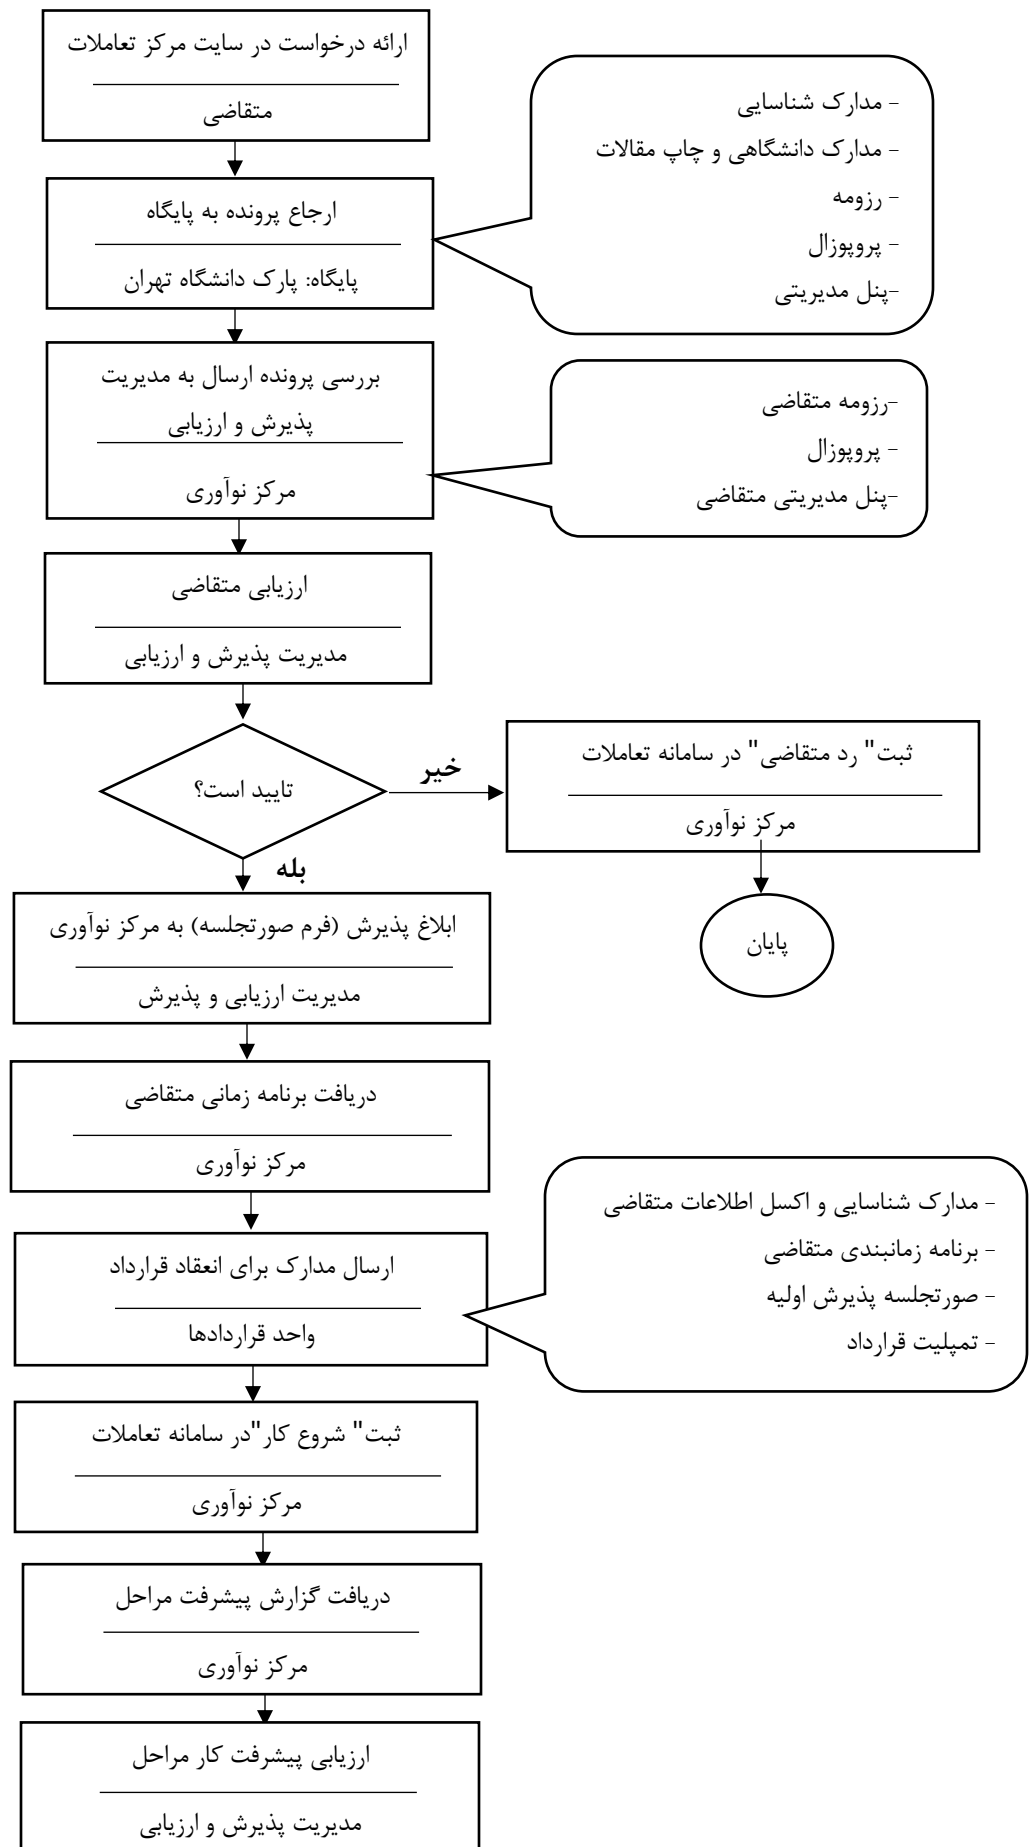 ارائه درخواست در سایت مرکز تعاملات
متقاضی
- مدارک شناسایی
- مدارک دانشگاهی و چاپ مقالات
- رزومه
- پروپوزال
-پنل مدیریتی
ارجاع پرونده به پایگاه
پایگاه: پارک دانشگاه تهران
بررسی پرونده ارسال به مدیریت
پذیرش و ارزیابی
مرکز نوآوری
-رزومه متقاضی
- پروپوزال
-پنل مدیریتی متقاضی
ارزیابی متقاضی
مدیریت پذیرش و ارزیابی
تایید است؟
خیر
ثبت" رد متقاضی" در سامانه تعاملات
مرکز نوآوری
پایان
بله
ابلاغ پذیرش (فرم صورتجلسه) به مرکز نوآوری
مدیریت ارزیابی و پذیرش
دریافت برنامه زمانی متقاضی
مرکز نوآوری
- مدارک شناسایی و اکسل اطلاعات متقاضی
- برنامه زمانبندی متقاضی
- صورتجلسه پذیرش اولیه
- تمپلیت قرارداد
ارسال مدارک برای انعقاد قرارداد
واحد قراردادها
ثبت" شروع کار"در سامانه تعاملات
مرکز نوآوری
دریافت گزارش پیشرفت مراحل
مرکز نوآوری
ارزیابی پیشرفت کار مراحل
مدیریت پذیرش و ارزیابی